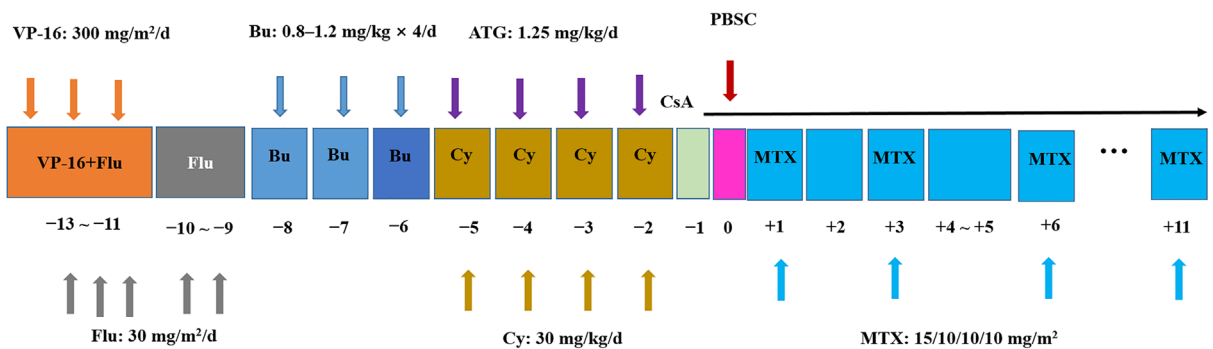 PBSC
VP-16: 300 mg/m²/d
Bu: 0.8–1.2 mg/kg × 4/d
ATG: 1.25 mg/kg/d
CsA
VP-16+Flu
Flu
Bu
Bu
Bu
Cy
Cy
Cy
Cy
MTX
MTX
MTX
...
MTX
−13 ~ −11
−10 ~ −9
−8
−7
−6
−5
−4
−3
−2
−1
0
+1
+2
+3
+4 ~ +5
+6
+11
Flu: 30 mg/m²/d
Cy: 30 mg/kg/d
MTX: 15/10/10/10 mg/m²